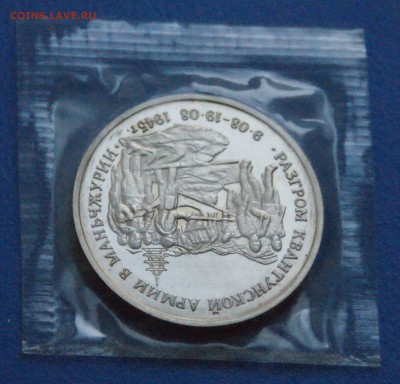 COINS.LAVE.RU
·РАЗГРОМ КВАНТУНСКОЙ АРМИИ В МАНЬЧЖУРИИ·
9·08-19·08 1945г.